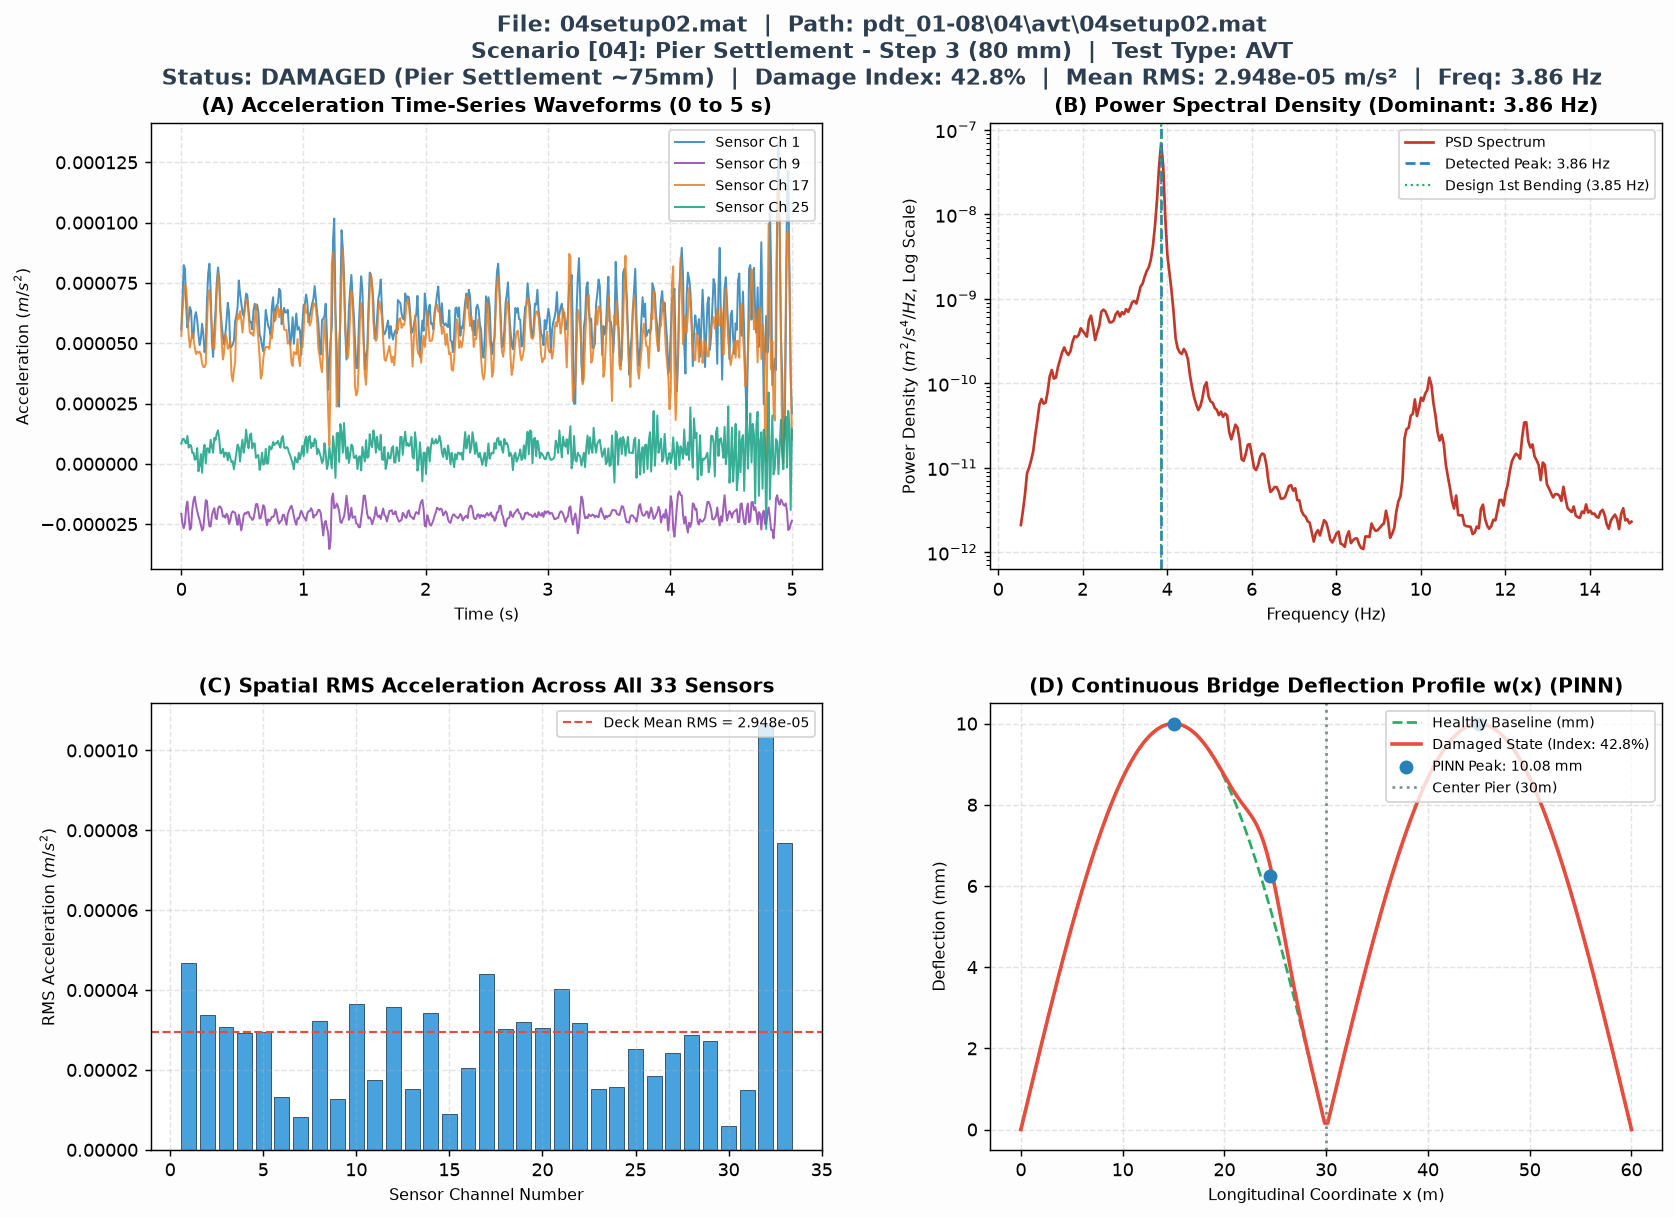 File: 04setup02.mat | Path: pdt_01-08\04\avt\04setup02.mat
Scenario [04]: Pier Settlement - Step 3 (80 mm) | Test Type: AVT
Status: DAMAGED (Pier Settlement ~75mm) | Damage Index: 42.8% | Mean RMS: 2.948e-05 m/s² | Freq: 3.86 Hz
(A) Acceleration Time-Series Waveforms (0 to 5 s)
Sensor Ch 1
Sensor Ch 9
Sensor Ch 17
Sensor Ch 25
0.000125
0.000100
0.000075
0.000050
0.000025
0.000000
−0.000025
Acceleration (m/s²)
0 1 2 3 4 5
Time (s)
(B) Power Spectral Density (Dominant: 3.86 Hz)
PSD Spectrum
Detected Peak: 3.86 Hz
Design 1st Bending (3.85 Hz)
10⁻⁷
10⁻⁸
10⁻⁹
10⁻¹⁰
10⁻¹¹
10⁻¹²
Power Density (m²/s⁴/Hz, Log Scale)
0 2 4 6 8 10 12 14
Frequency (Hz)
(C) Spatial RMS Acceleration Across All 33 Sensors
Deck Mean RMS = 2.948e-05
0.00010
0.00008
0.00006
0.00004
0.00002
0.00000
RMS Acceleration (m/s²)
0 5 10 15 20 25 30 35
Sensor Channel Number
(D) Continuous Bridge Deflection Profile w(x) (PINN)
Healthy Baseline (mm)
Damaged State (Index: 42.8%)
PINN Peak: 10.08 mm
Center Pier (30m)
10
8
6
4
2
0
Deflection (mm)
0 10 20 30 40 50 60
Longitudinal Coordinate x (m)